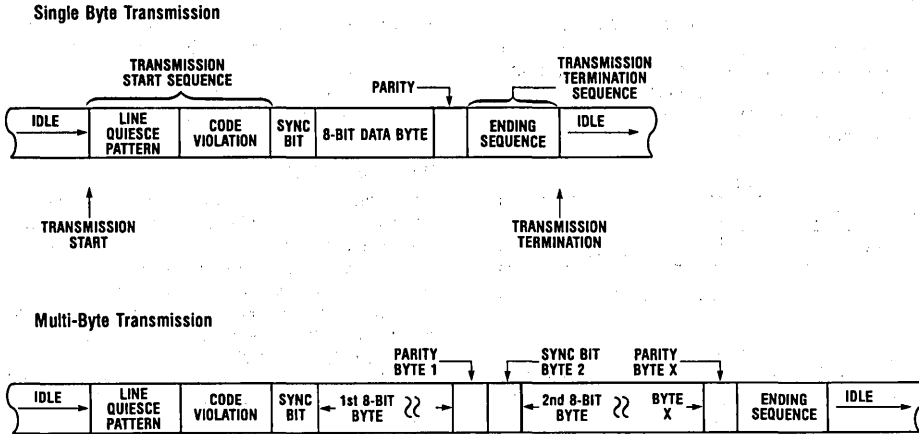 Single Byte Transmission
TRANSMISSION
START SEQUENCE
PARITY
TRANSMISSION
TERMINATION
SEQUENCE
IDLE
LINE
QUIESCE
PATTERN
CODE
VIOLATION
SYNC
BIT
8-BIT DATA BYTE
ENDING
SEQUENCE
IDLE
TRANSMISSION
START
TRANSMISSION
TERMINATION
Multi-Byte Transmission
PARITY
BYTE 1
SYNC BIT
BYTE 2
PARITY
BYTE X
IDLE
LINE
QUIESCE
PATTERN
CODE
VIOLATION
SYNC
BIT
1st 8-BIT
BYTE
2nd 8-BIT
BYTE
BYTE
X
ENDING
SEQUENCE
IDLE